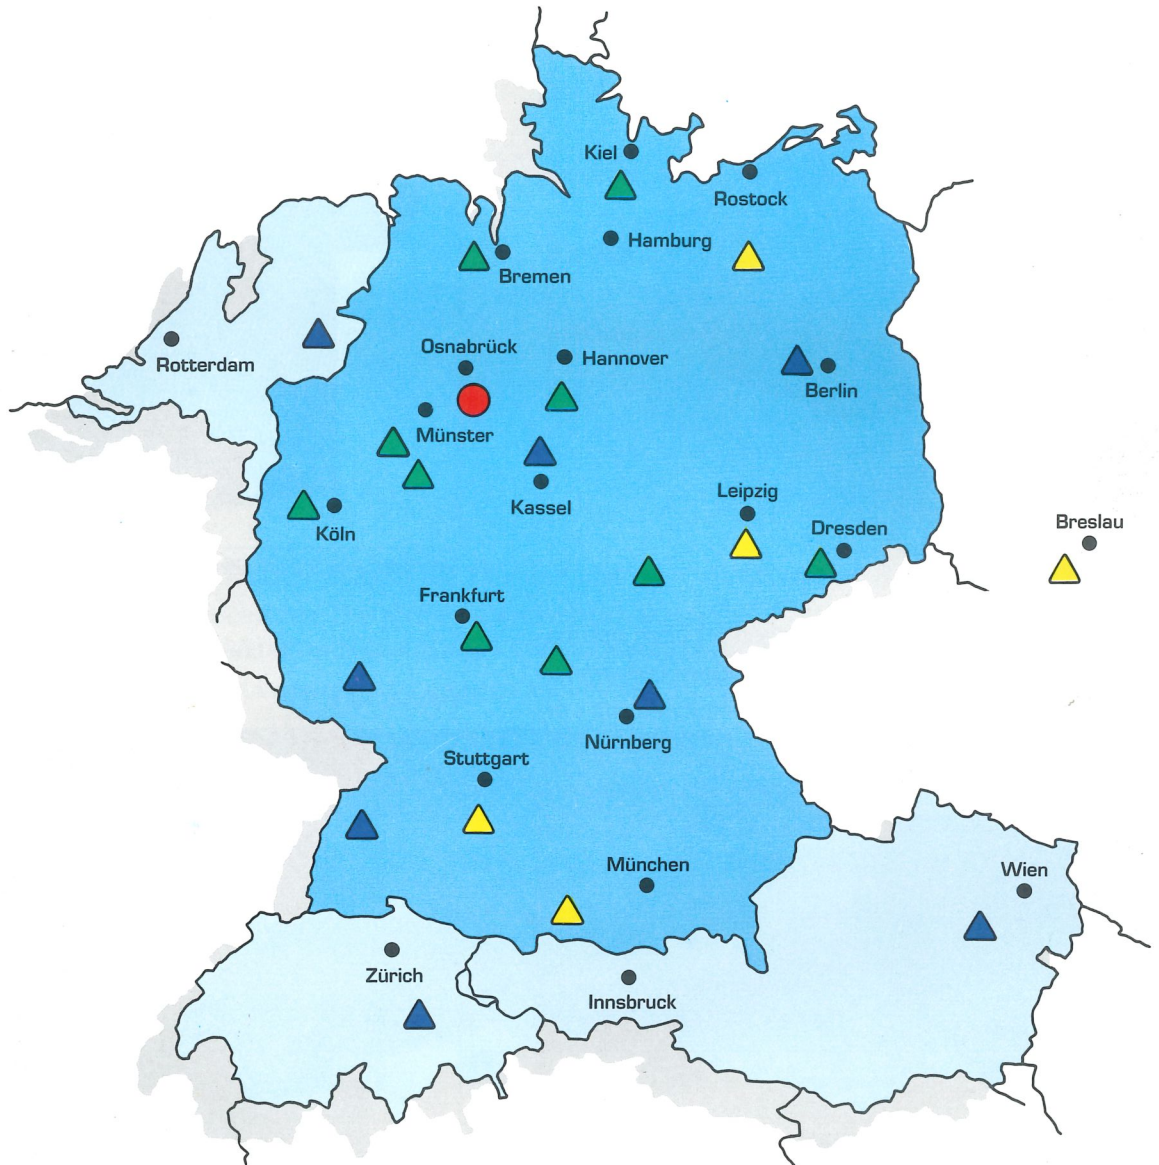 Kiel
Rostock
Hamburg
Bremen
Osnabrück
Hannover
Rotterdam
Berlin
Münster
Leipzig
Kassel
Breslau
Dresden
Köln
Frankfurt
Nürnberg
Stuttgart
München
Wien
Zürich
Innsbruck